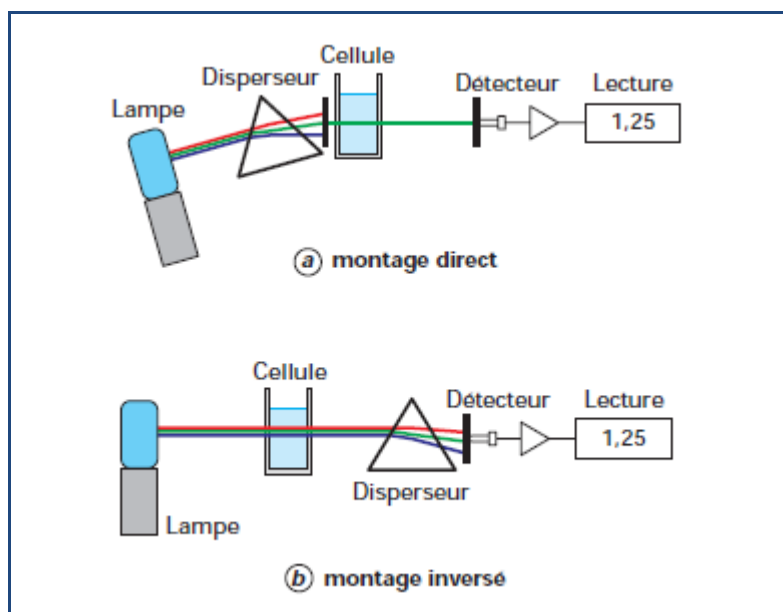 Cellule
Disperseur
Détecteur
Lecture
Lampe
1,25
a montage direct
Cellule
Détecteur
Lecture
1,25
Disperseur
Lampe
b montage inversé